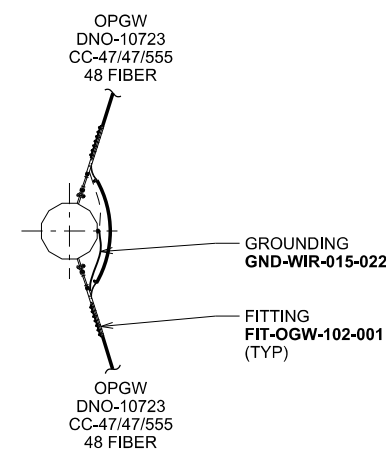 OPGW
DNO-10723
CC-47/47/555
48 FIBER
GROUNDING
GND-WIR-015-022
FITTING
FIT-OGW-102-001
(TYP)
OPGW
DNO-10723
CC-47/47/555
48 FIBER